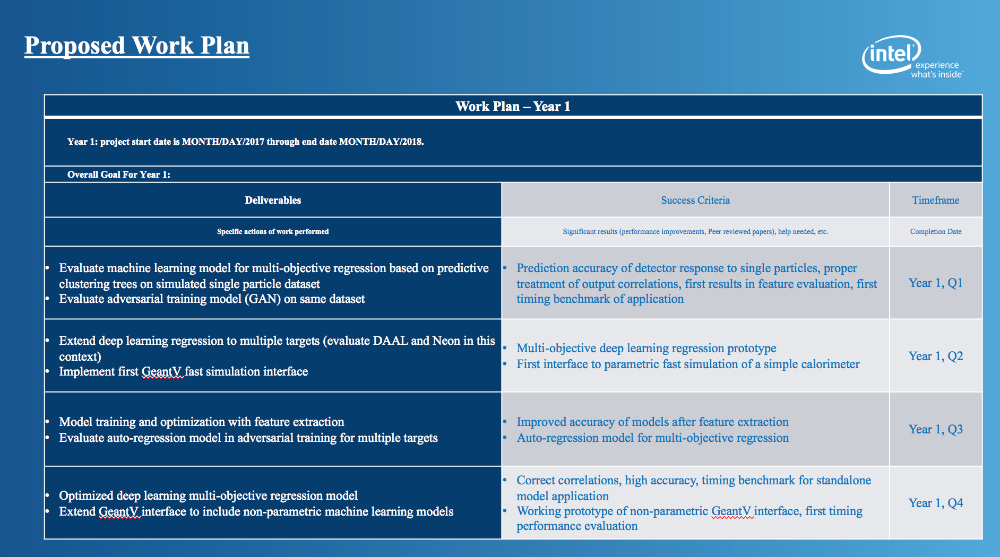 Proposed Work Plan
intel®
experience
what's inside™
Work Plan – Year 1
Year 1: project start date is MONTH/DAY/2017 through end date MONTH/DAY/2018.
Overall Goal For Year 1:
Deliverables
Success Criteria
Timeframe
Specific actions of work performed
Significant results (performance improvements, Peer reviewed papers), help needed, etc.
Completion Date
• Evaluate machine learning model for multi-objective regression based on predictive
clustering trees on simulated single particle dataset
• Evaluate adversarial training model (GAN) on same dataset
• Prediction accuracy of detector response to single particles, proper
treatment of output correlations, first results in feature evaluation, first
timing benchmark of application
Year 1, Q1
• Extend deep learning regression to multiple targets (evaluate DAAL and Neon in this
context)
• Implement first GeantV fast simulation interface
• Multi-objective deep learning regression prototype
• First interface to parametric fast simulation of a simple calorimeter
Year 1, Q2
• Model training and optimization with feature extraction
• Evaluate auto-regression model in adversarial training for multiple targets
• Improved accuracy of models after feature extraction
• Auto-regression model for multi-objective regression
Year 1, Q3
• Optimized deep learning multi-objective regression model
• Extend GeantV interface to include non-parametric machine learning models
• Correct correlations, high accuracy, timing benchmark for standalone
model application
• Working prototype of non-parametric GeantV interface, first timing
performance evaluation
Year 1, Q4